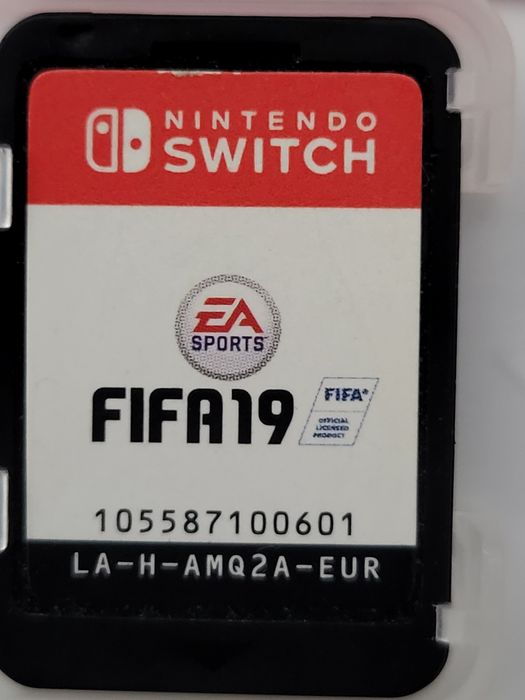 NINTENDO
SWITCH
EA
SPORTS
FIFA19
FIFA®
OFFICIAL
LICENSED
PRODUCT
105587100601
LA-H-AMQ2A-EUR